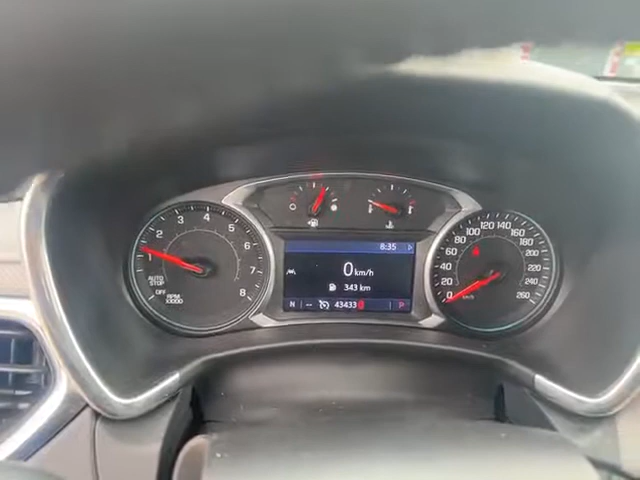 1 2 3 4 5 6 7 8
AUTO
STOP
OFF
RPM
X1000
8:35
0 km/h
343 km
N -- 43433 P
0 20 40 60 80 100 120 140 160 180 200 220 240 260
km/h